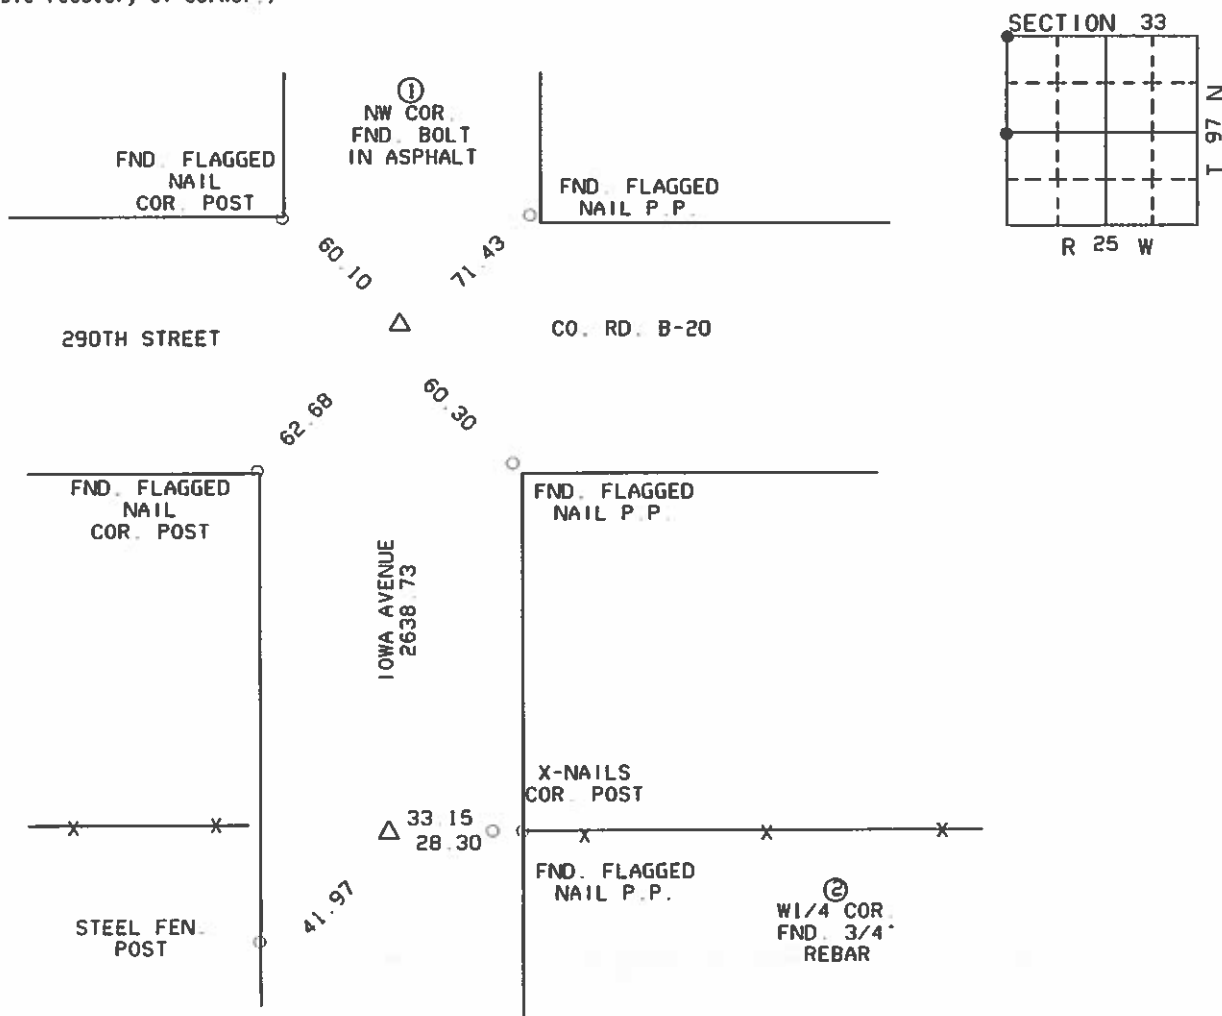 SECTION 33
T 97 N
R 25 W
①
NW COR.
FND. BOLT
IN ASPHALT
FND. FLAGGED
NAIL
COR. POST
FND. FLAGGED
NAIL P.P.
60.10
71.43
290TH STREET
CO. RD. B-20
62.68
60.30
FND. FLAGGED
NAIL
COR. POST
FND. FLAGGED
NAIL P.P.
IOWA AVENUE
2638.73
X-NAILS
COR. POST
33.15
28.30
FND. FLAGGED
NAIL P.P.
41.97
STEEL FEN.
POST
②
W1/4 COR.
FND. 3/4"
REBAR